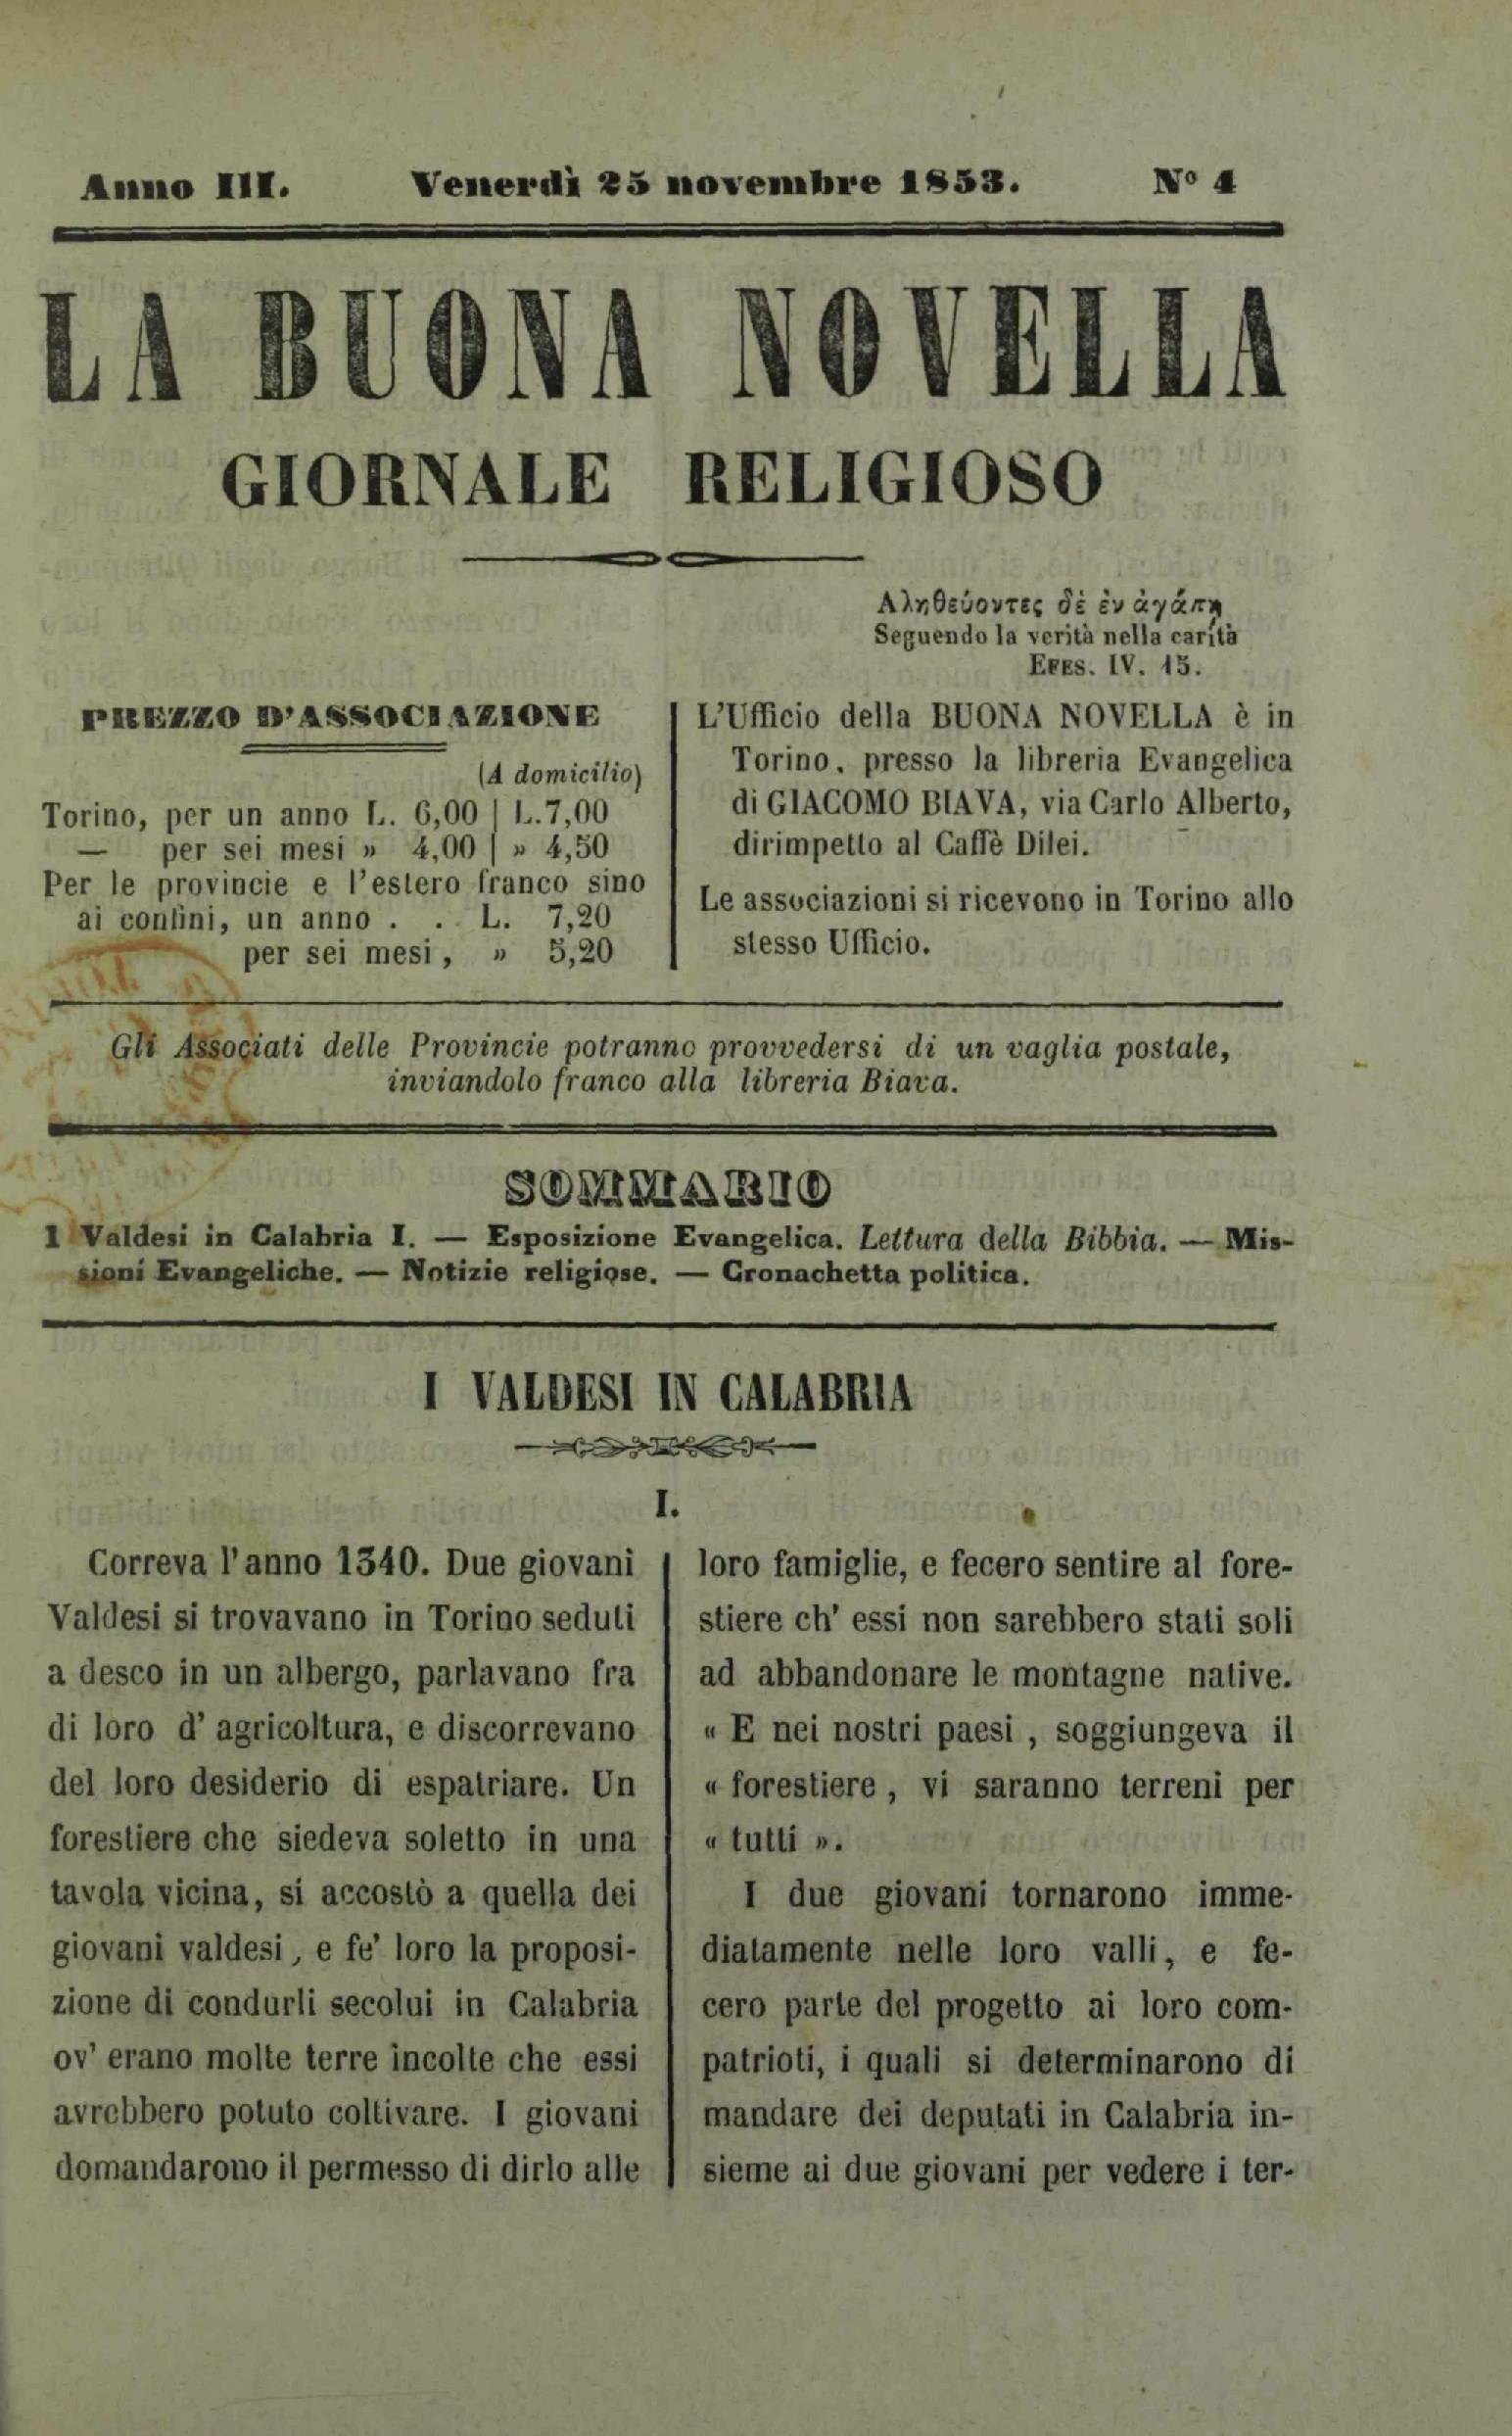 Anno III. Venerdì 25 novembre 1853. Nº 4
LA BUONA NOVELLA
GIORNALE RELIGIOSO
Αληθεύοντες δὲ ἐν ἀγάπῃ
Seguendo la verità nella carità
EFES. IV. 15.
PREZZO D'ASSOCIAZIONE
(A domicilio)
Torino, per un anno L. 6,00 | L.7,00
— per sei mesi » 4,00 | » 4,50
Per le provincie e l'estero franco sino
ai confini, un anno . . L. 7,20
per sei mesi, » 5,20
L'Ufficio della BUONA NOVELLA è in
Torino, presso la libreria Evangelica
di GIACOMO BIAVA, via Carlo Alberto,
dirimpetto al Caffè Dilei.
Le associazioni si ricevono in Torino allo
stesso Ufficio.
Gli Associati delle Provincie potranno provvedersi di un vaglia postale,
inviandolo franco alla libreria Biava.
SOMMARIO
I Valdesi in Calabria I. — Esposizione Evangelica. Lettura della Bibbia. — Mis-
sioni Evangeliche. — Notizie religiose. — Cronachetta politica.
I VALDESI IN CALABRIA
I.
Correva l'anno 1340. Due giovani
Valdesi si trovavano in Torino seduti
a desco in un albergo, parlavano fra
di loro d' agricoltura, e discorrevano
del loro desiderio di espatriare. Un
forestiere che siedeva soletto in una
tavola vicina, si accostò a quella dei
giovani valdesi, e fe' loro la proposi-
zione di condurli secolui in Calabria
ov' erano molte terre incolte che essi
avrebbero potuto coltivare. I giovani
domandarono il permesso di dirlo alle
loro famiglie, e fecero sentire al fore-
stiere ch' essi non sarebbero stati soli
ad abbandonare le montagne native.
« E nei nostri paesi , soggiungeva il
« forestiere , vi saranno terreni per
« tutti ».
I due giovani tornarono imme-
diatamente nelle loro valli, e fe-
cero parte del progetto ai loro com-
patrioti, i quali si determinarono di
mandare dei deputati in Calabria in-
sieme ai due giovani per vedere i ter-